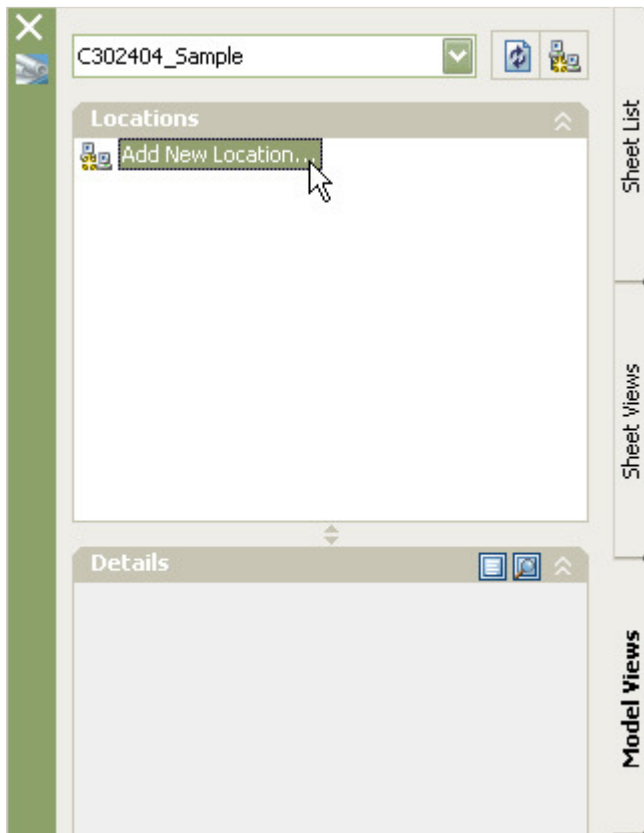 C302404_Sample
Locations
Add New Location...
Details
Sheet List
Sheet Views
Model Views